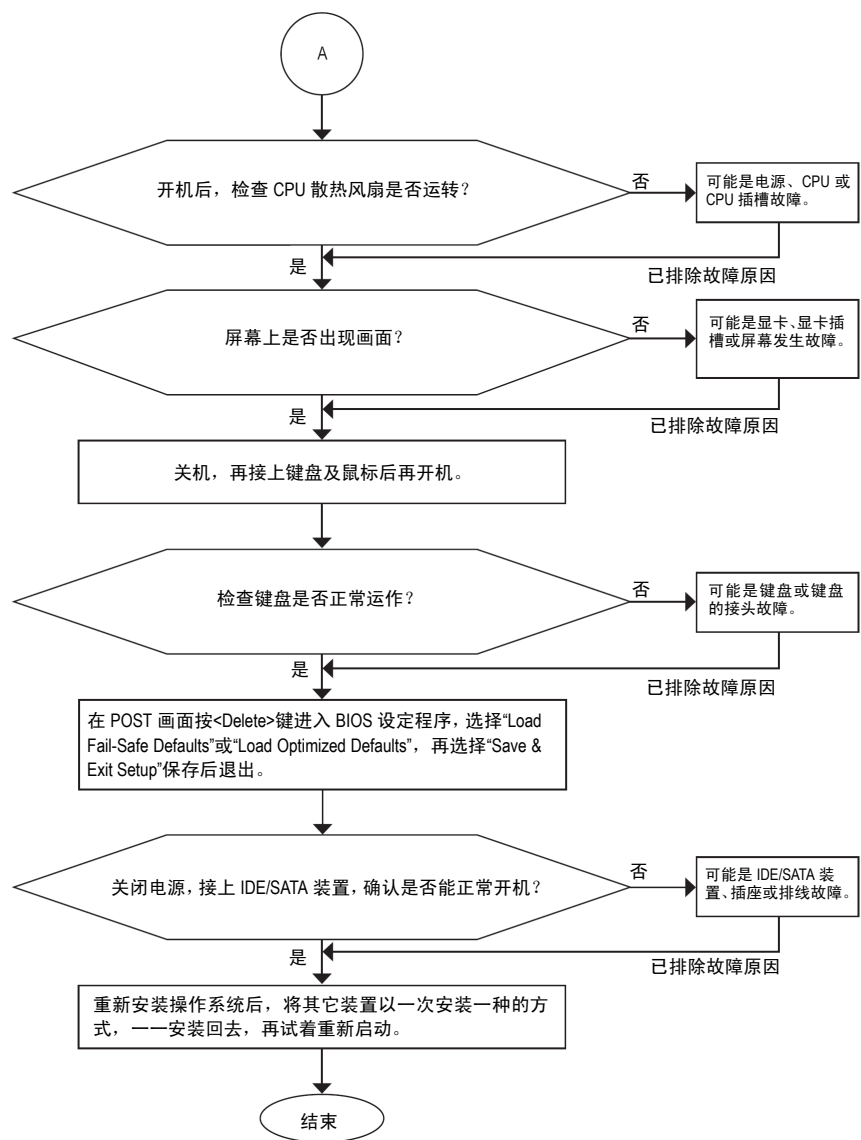 A
开机后，检查 CPU 散热风扇是否运转？
否
可能是电源、CPU 或
CPU 插槽故障。
是
已排除故障原因
屏幕上是否出现画面？
否
可能是显卡、显卡插
槽或屏幕发生故障。
是
已排除故障原因
关机，再接上键盘及鼠标后再开机。
检查键盘是否正常运作？
否
可能是键盘或键盘
的接头故障。
是
已排除故障原因
在 POST 画面按<Delete>键进入 BIOS 设定程序，选择“Load
Fail-Safe Defaults”或“Load Optimized Defaults”，再选择“Save &
Exit Setup”保存后退出。
关闭电源，接上 IDE/SATA 装置，确认是否能正常开机？
否
可能是 IDE/SATA 装
置、插座或排线故障。
是
已排除故障原因
重新安装操作系统后，将其它装置以一次安装一种的方
式，一一安装回去，再试着重新启动。
结束